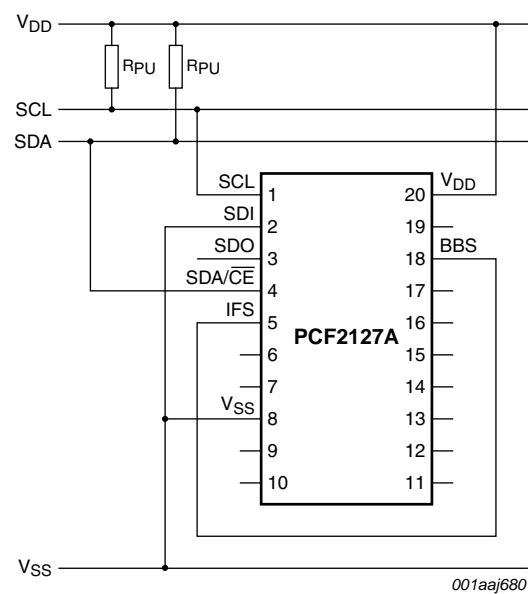 VDD
RPU RPU
SCL
SDA
SCL 1 20 VDD
SDI 2 19
SDO 3 18 BBS
SDA/C̅E̅ 4 17
IFS 5 16
PCF2127A
6 15
7 14
VSS 8 13
9 12
10 11
VSS
001aaj680